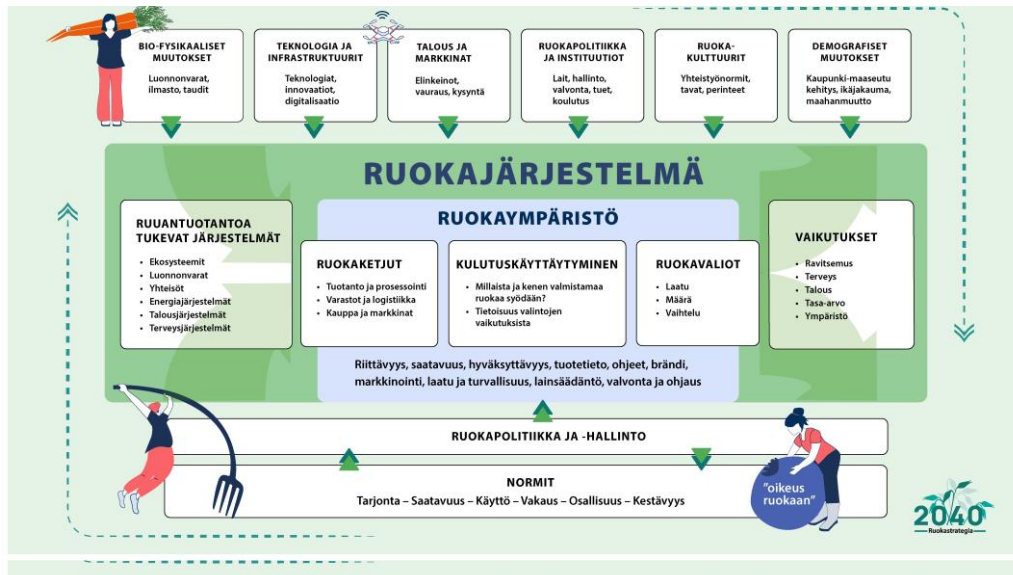 BIO-FYSIKAALISET
MUUTOKSET
Luonnonvarat,
ilmasto, taudit
TEKNOLOGIA JA
INFRASTRUKTUURIT
Teknologiat,
innovaatiot,
digitalisaatio
TALOUS JA
MARKKINAT
Elinkeinot,
vauraus, kysyntä
RUOKAPOLITIIKKA
JA INSTITUUTIOT
Lait, hallinto,
valvonta, tuet,
koulutus
RUOKA-
KULTTUURIT
Yhteistyönormit,
tavat, perinteet
DEMOGRAFISET
MUUTOKSET
Kaupunki-maaseutu
kehitys, ikäjakauma,
maahanmuutto
RUOKAJÄRJESTELMÄ
RUUANTUOTANTOA
TUKEVAT JÄRJESTELMÄT
• Ekosysteemit
• Luonnonvarat
• Yhteisöt
• Energiajärjestelmät
• Talousjärjestelmät
• Terveysjärjestelmät
RUOKAYMPÄRISTÖ
RUOKAKETJUT
• Tuotanto ja prosessointi
• Varastot ja logistiikka
• Kauppa ja markkinat
KULUTUSKÄYTTÄYTYMINEN
• Millaista ja kenen valmistamaa
ruokaa syödään?
• Tietoisuus valintojen
vaikutuksista
RUOKAVALIOT
• Laatu
• Määrä
• Vaihtelu
VAIKUTUKSET
• Ravitsemus
• Terveys
• Talous
• Tasa-arvo
• Ympäristö
Riittävyys, saatavuus, hyväksyttävyys, tuotetieto, ohjeet, brändi,
markkinointi, laatu ja turvallisuus, lainsäädäntö, valvonta ja ohjaus
RUOKAPOLITIIKKA JA -HALLINTO
NORMIT
Tarjonta – Saatavuus – Käyttö – Vakaus – Osallisuus – Kestävyys
"oikeus
ruokaan"
2040
Ruokastrategia